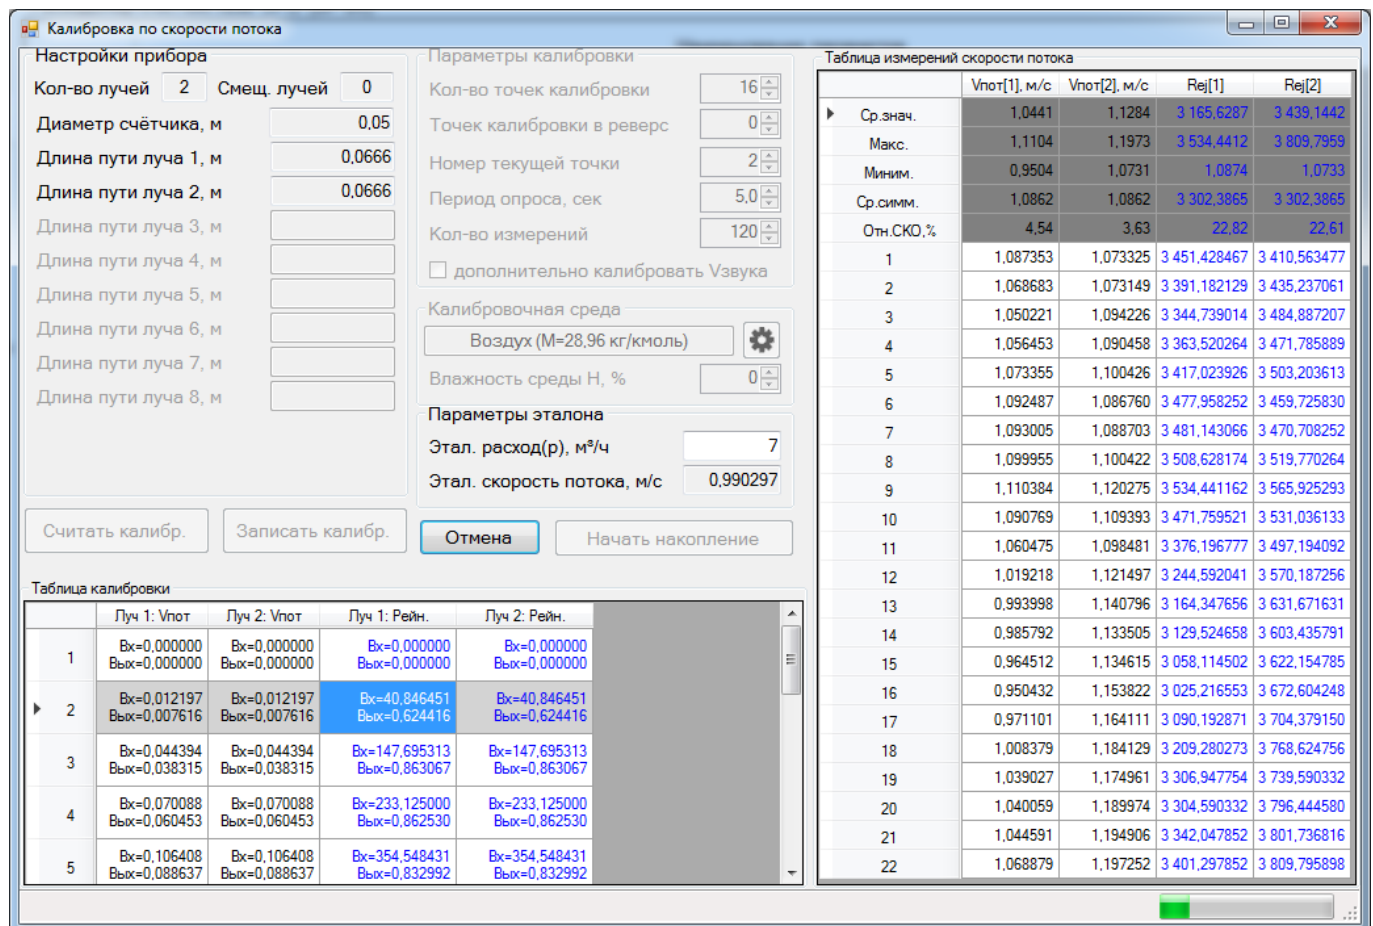 Калибровка по скорости потока
Настройки прибора
Кол-во лучей 2 Смещ. лучей 0
Диаметр счётчика, м 0,05
Длина пути луча 1, м 0,0666
Длина пути луча 2, м 0,0666
Длина пути луча 3, м
Длина пути луча 4, м
Длина пути луча 5, м
Длина пути луча 6, м
Длина пути луча 7, м
Длина пути луча 8, м
Считать калибр. Записать калибр.
Параметры калибровки
Кол-во точек калибровки 16
Точек калибровки в реверс 0
Номер текущей точки 2
Период опроса, сек 5,0
Кол-во измерений 120
дополнительно калибровать Vзвука
Калибровочная среда
Воздух (М=28,96 кг/кмоль)
Влажность среды H, % 0
Параметры эталона
Этал. расход(р), м³/ч 7
Этал. скорость потока, м/с 0,990297
Отмена Начать накопление
Таблица калибровки
Луч 1: Vпот Луч 2: Vпот Луч 1: Рейн. Луч 2: Рейн.
1 Вх=0,000000 Вх=0,000000 Вх=0,000000 Вх=0,000000
Вых=0,000000 Вых=0,000000 Вых=0,000000 Вых=0,000000
2 Вх=0,012197 Вх=0,012197 Вх=40,846451 Вх=40,846451
Вых=0,007616 Вых=0,007616 Вых=0,624416 Вых=0,624416
3 Вх=0,044394 Вх=0,044394 Вх=147,695313 Вх=147,695313
Вых=0,038315 Вых=0,038315 Вых=0,863067 Вых=0,863067
4 Вх=0,070088 Вх=0,070088 Вх=233,125000 Вх=233,125000
Вых=0,060453 Вых=0,060453 Вых=0,862530 Вых=0,862530
5 Вх=0,106408 Вх=0,106408 Вх=354,548431 Вх=354,548431
Вых=0,088637 Вых=0,088637 Вых=0,832992 Вых=0,832992
Таблица измерений скорости потока
Vпот[1], м/с Vпот[2], м/с Rej[1] Rej[2]
Ср.знач. 1,0441 1,1284 3 165,6287 3 439,1442
Макс. 1,1104 1,1973 3 534,4412 3 809,7959
Миним. 0,9504 1,0731 1,0874 1,0733
Ср.симм. 1,0862 1,0862 3 302,3865 3 302,3865
Отн.СКО,% 4,54 3,63 22,82 22,61
1 1,087353 1,073325 3 451,428467 3 410,563477
2 1,068683 1,073149 3 391,182129 3 435,237061
3 1,050221 1,094226 3 344,739014 3 484,887207
4 1,056453 1,090458 3 363,520264 3 471,785889
5 1,073355 1,100426 3 417,023926 3 503,203613
6 1,092487 1,086760 3 477,958252 3 459,725830
7 1,093005 1,088703 3 481,143066 3 470,708252
8 1,099955 1,100422 3 508,628174 3 519,770264
9 1,110384 1,120275 3 534,441162 3 565,925293
10 1,090769 1,109393 3 471,759521 3 531,036133
11 1,060475 1,098481 3 376,196777 3 497,194092
12 1,019218 1,121497 3 244,592041 3 570,187256
13 0,993998 1,140796 3 164,347656 3 631,671631
14 0,985792 1,133505 3 129,524658 3 603,435791
15 0,964512 1,134615 3 058,114502 3 622,154785
16 0,950432 1,153822 3 025,216553 3 672,604248
17 0,971101 1,164111 3 090,192871 3 704,379150
18 1,008379 1,184129 3 209,280273 3 768,624756
19 1,039027 1,174961 3 306,947754 3 739,590332
20 1,040059 1,189974 3 304,590332 3 796,444580
21 1,044591 1,194906 3 342,047852 3 801,736816
22 1,068879 1,197252 3 401,297852 3 809,795898